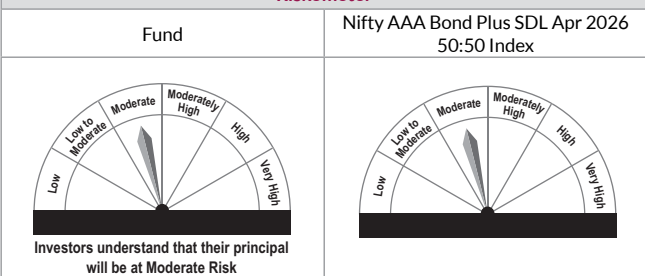 Riskometer
Fund
Nifty AAA Bond Plus SDL Apr 2026
50:50 Index
Low
Low to
Moderate
Moderate
Moderately
High
High
Very High
Investors understand that their principal
will be at Moderate Risk
Low
Low to
Moderate
Moderate
Moderately
High
High
Very High